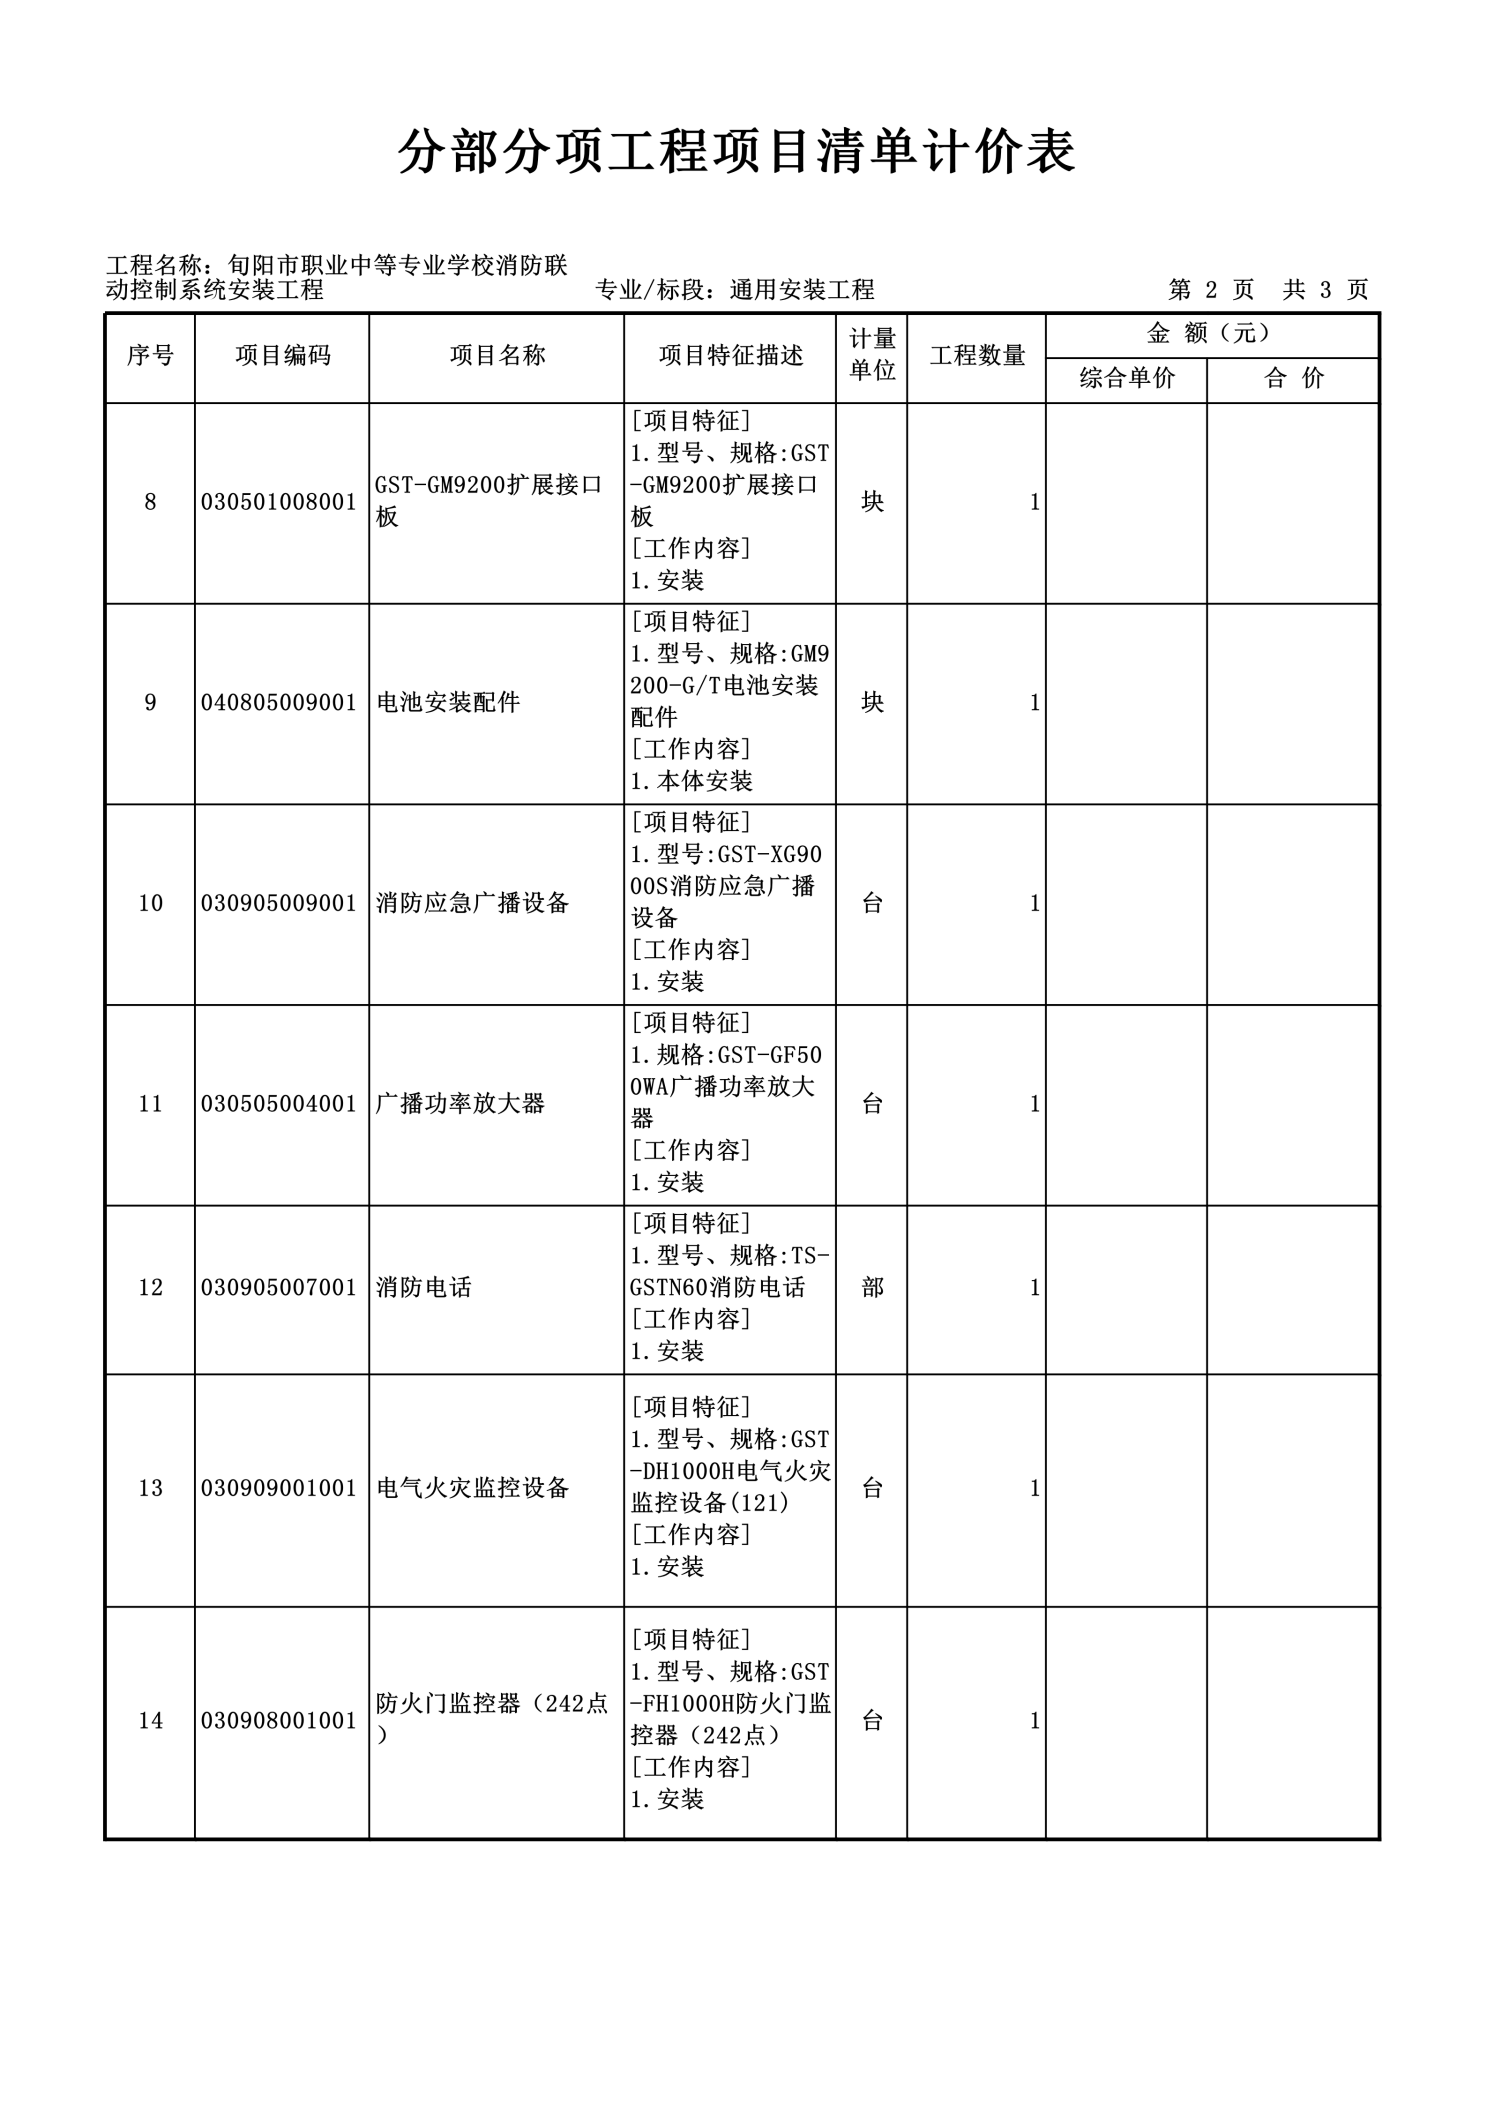 分部分项工程项目清单计价表
工程名称：旬阳市职业中等专业学校消防联
动控制系统安装工程 专业/标段：通用安装工程 第 2 页 共 3 页
序号 项目编码 项目名称 项目特征描述 计量
单位 工程数量 金 额（元）
综合单价 合 价
8 030501008001 GST-GM9200扩展接口
板
[项目特征]
1.型号、规格:GST
-GM9200扩展接口
板
[工作内容]
1.安装
块 1
9 040805009001 电池安装配件
[项目特征]
1.型号、规格:GM9
200-G/T电池安装
配件
[工作内容]
1.本体安装
块 1
10 030905009001 消防应急广播设备
[项目特征]
1.型号:GST-XG90
00S消防应急广播
设备
[工作内容]
1.安装
台 1
11 030505004001 广播功率放大器
[项目特征]
1.规格:GST-GF50
0WA广播功率放大
器
[工作内容]
1.安装
台 1
12 030905007001 消防电话
[项目特征]
1.型号、规格:TS-
GSTN60消防电话
[工作内容]
1.安装
部 1
13 030909001001 电气火灾监控设备
[项目特征]
1.型号、规格:GST
-DH1000H电气火灾
监控设备(121)
[工作内容]
1.安装
台 1
14 030908001001 防火门监控器（242点
）
[项目特征]
1.型号、规格:GST
-FH1000H防火门监
控器（242点）
[工作内容]
1.安装
台 1